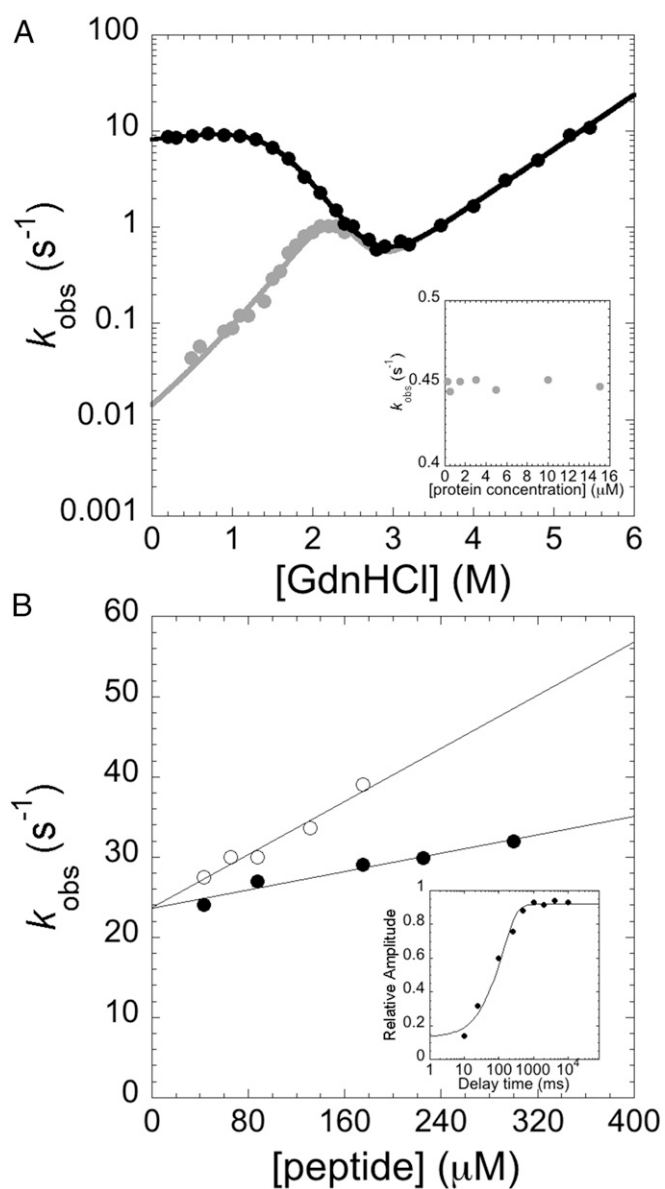 A
100
10
1
0.1
0.01
0.001
k obs (s-1)
0 1 2 3 4 5 6
[GdnHCl] (M)
0.5
0.45
0.4
k obs (s-1)
0 2 4 6 8 10 12 14 16
[protein concentration] (μM)
B
60
50
40
30
20
10
0
k obs (s-1)
0 80 160 240 320 400
[peptide] (μM)
1
0.8
0.6
0.4
0.2
0
Relative Amplitude
1 10 100 1000 10^4
Delay time (ms)